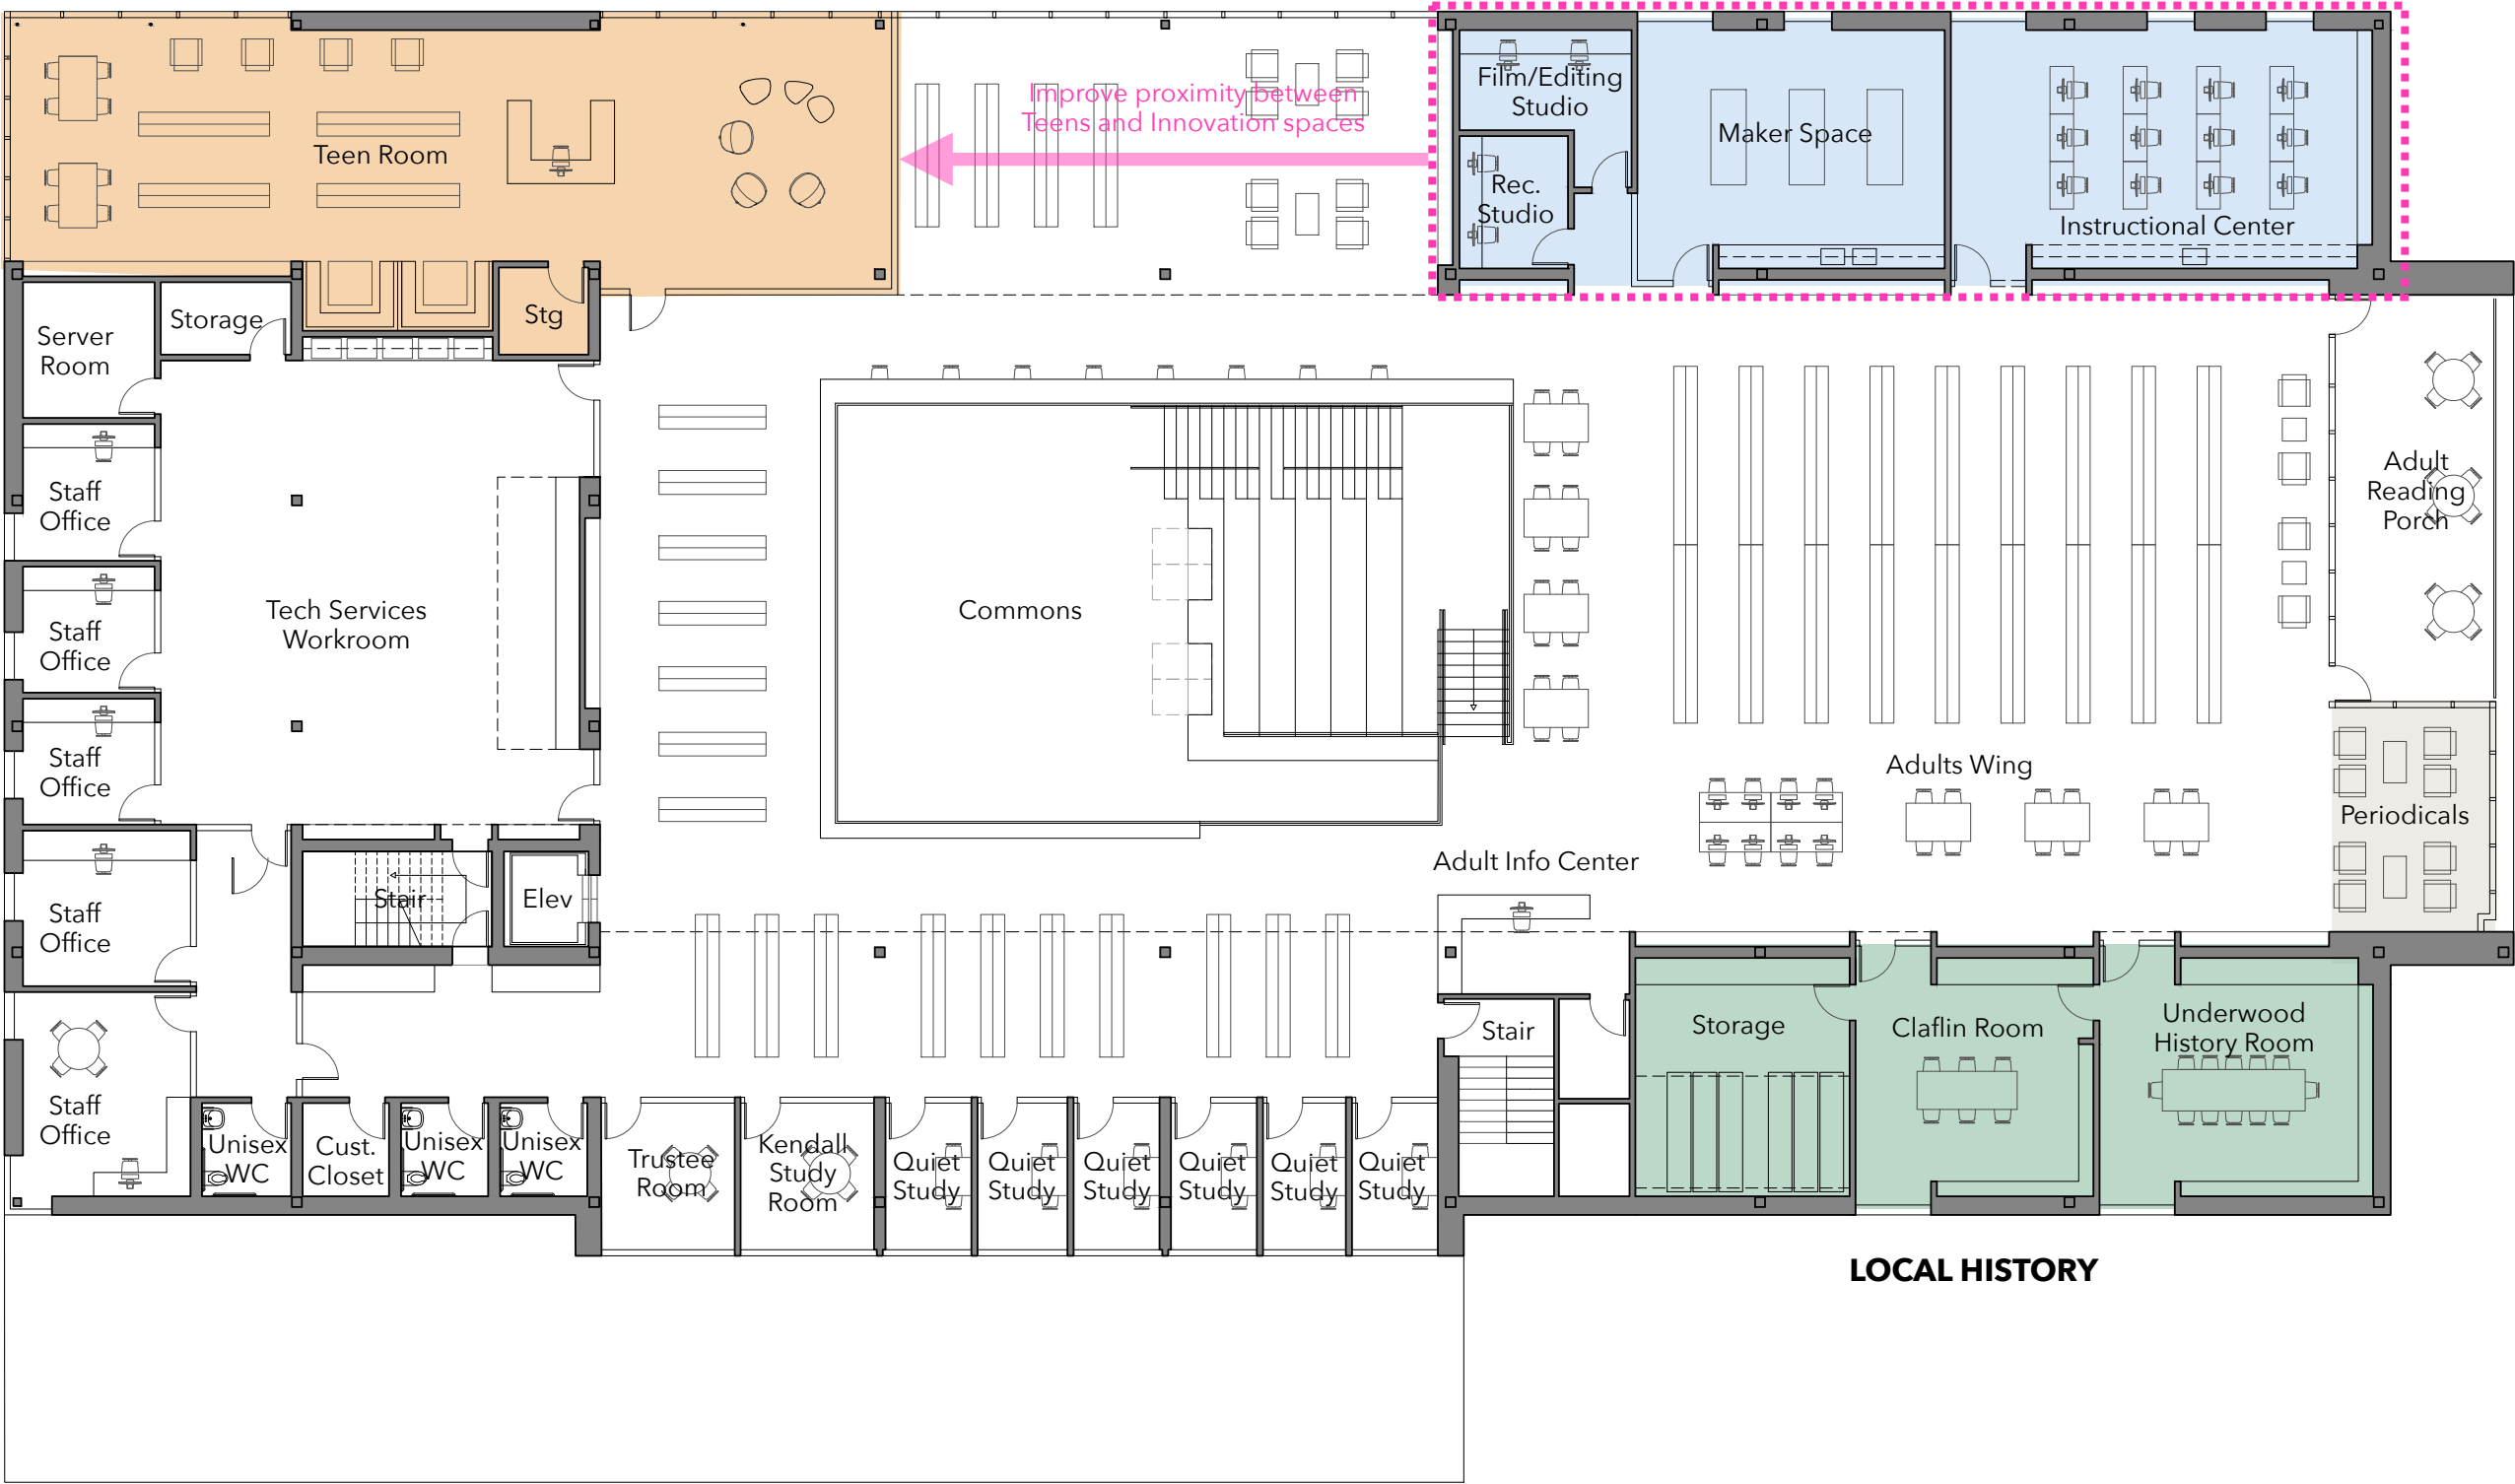 Improve proximity between
Teens and Innovation spaces
Film/Editing
Studio
Maker Space
Teen Room
Rec.
Studio
Instructional Center
Stg
Storage
Server
Room
Staff
Office
Adult
Reading
Porch
Tech Services
Workroom
Commons
Staff
Office
Staff
Office
Adults Wing
Periodicals
Adult Info Center
Stair
Elev
Staff
Office
Stair
Storage
Claflin Room
Underwood
History Room
Staff
Office
Unisex
WC
Cust.
Closet
Unisex
WC
Unisex
WC
Trustee
Room
Kendall
Study
Room
Quiet
Study
Quiet
Study
Quiet
Study
Quiet
Study
Quiet
Study
Quiet
Study
LOCAL HISTORY